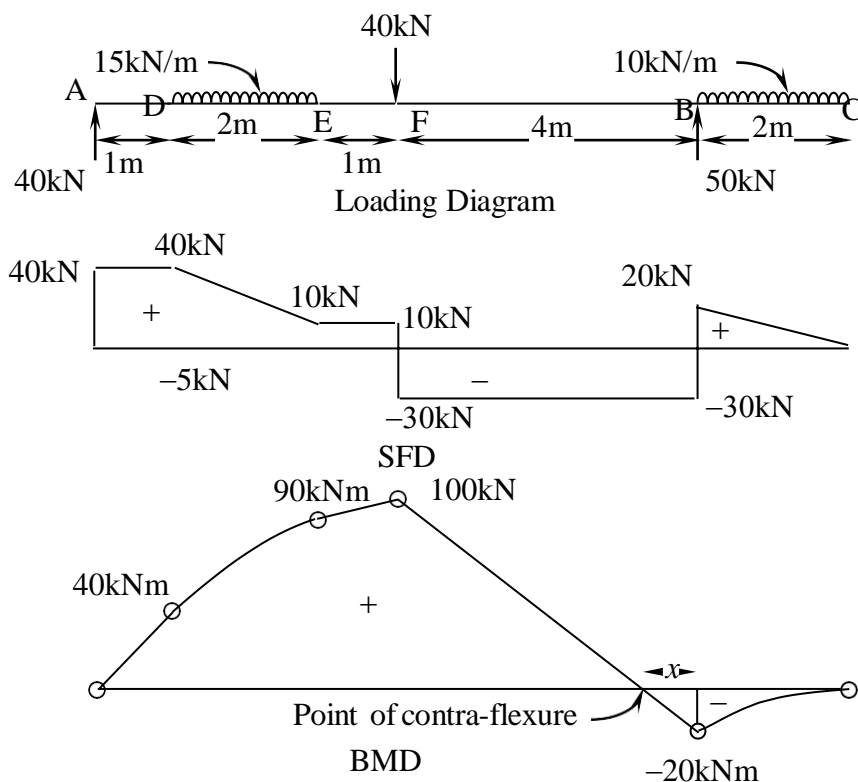 40kN
15kN/m
10kN/m
A
D
E
F
B
C
1m
2m
1m
4m
2m
40kN
50kN
Loading Diagram
40kN
40kN
10kN
10kN
20kN
+
+
−5kN
−
−30kN
−30kN
SFD
90kNm
100kN
40kNm
+
x
Point of contra-flexure
−
−20kNm
BMD